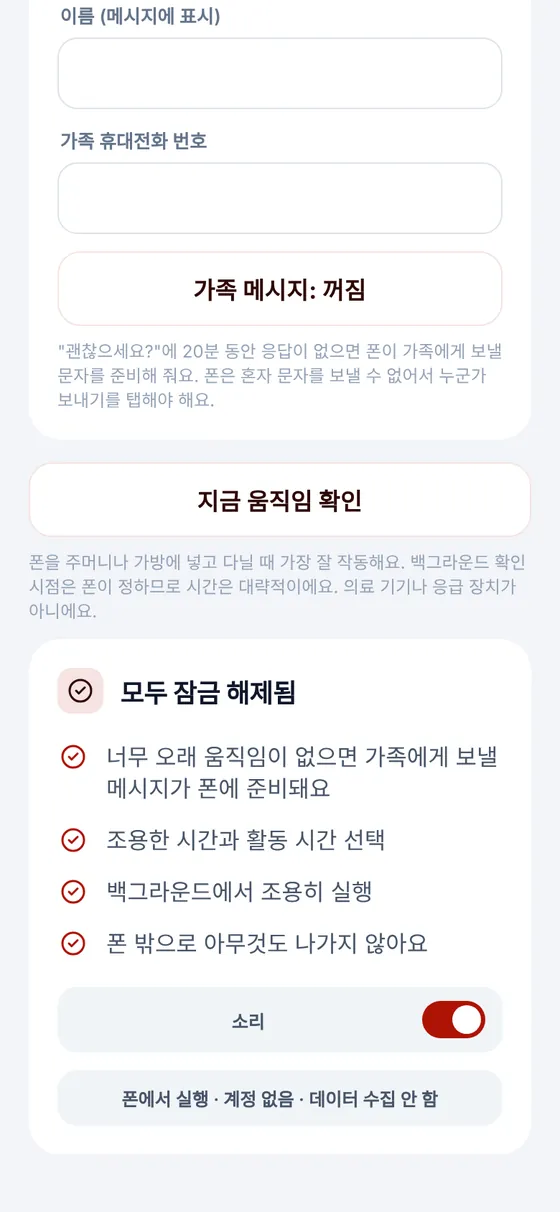 이름 (메시지에 표시)
가족 휴대전화 번호
가족 메시지: 꺼짐
"괜찮으세요?"에 20분 동안 응답이 없으면 폰이 가족에게 보낼
문자를 준비해 줘요. 폰은 혼자 문자를 보낼 수 없어서 누군가
보내기를 탭해야 해요.
지금 움직임 확인
폰을 주머니나 가방에 넣고 다닐 때 가장 잘 작동해요. 백그라운드 확인
시점은 폰이 정하므로 시간은 대략적이에요. 의료 기기나 응급 장치가
아니에요.
모두 잠금 해제됨
너무 오래 움직임이 없으면 가족에게 보낼
메시지가 폰에 준비돼요
조용한 시간과 활동 시간 선택
백그라운드에서 조용히 실행
폰 밖으로 아무것도 나가지 않아요
소리
폰에서 실행 · 계정 없음 · 데이터 수집 안 함